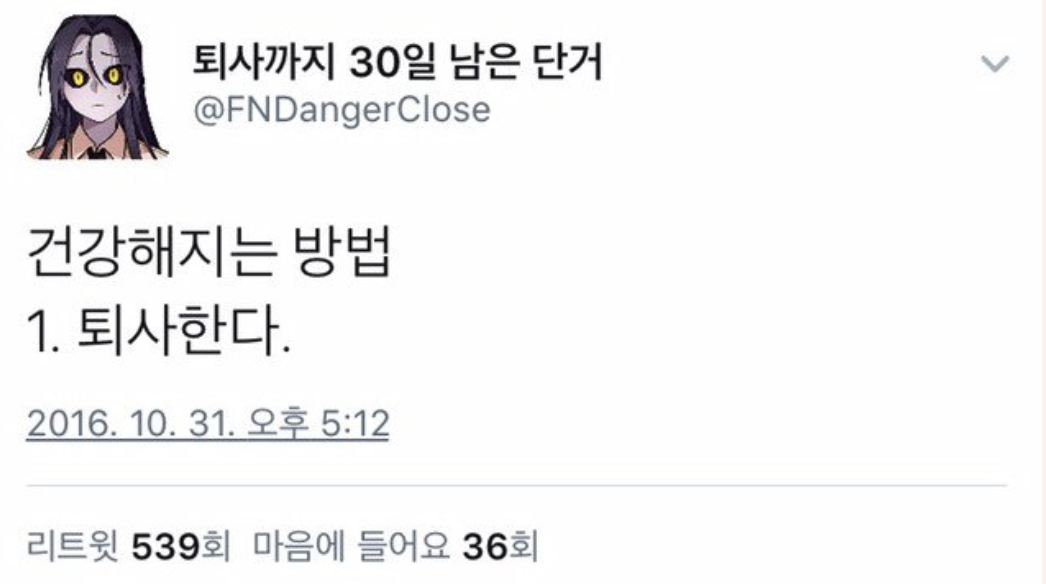 퇴사까지 30일 남은 단거
@FNDangerClose
건강해지는 방법
1. 퇴사한다.
2016. 10. 31. 오후 5:12
리트윗 539회 마음에 들어요 36회